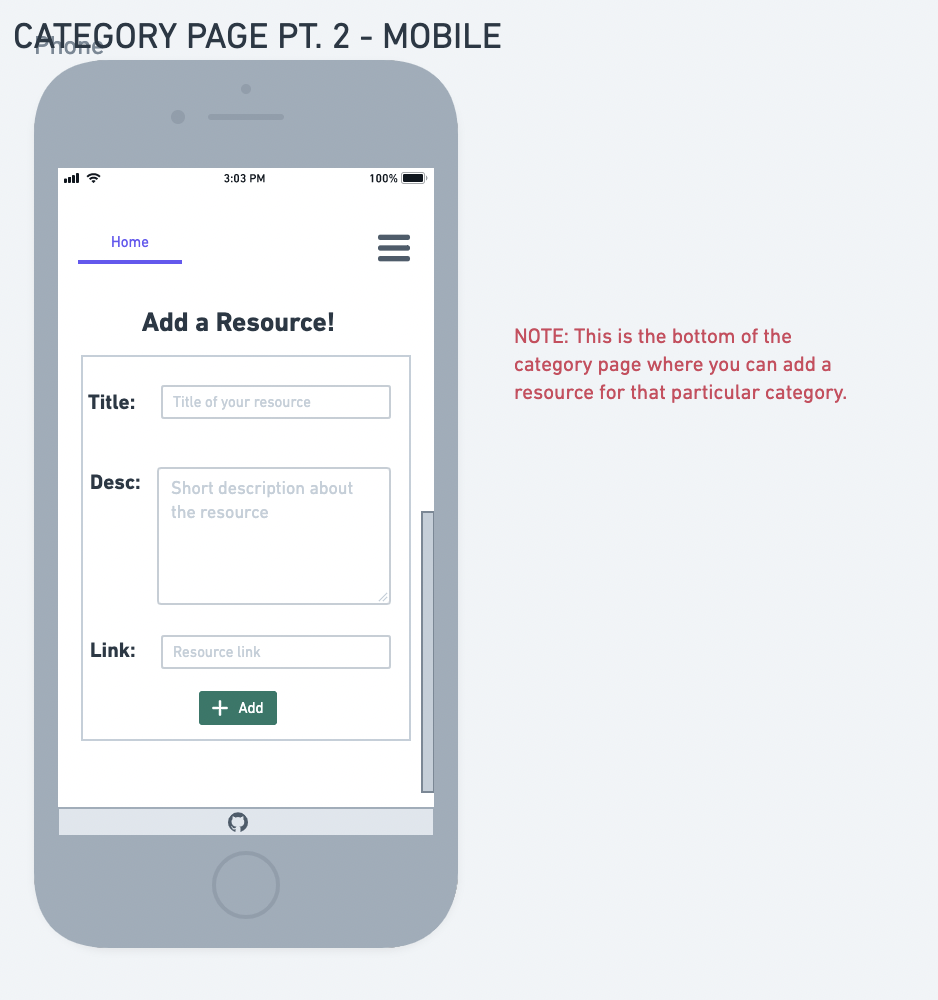 CATEGORY PAGE PT. 2 - MOBILE
Phone
3:03 PM
100%
Home
Add a Resource!
Title:
Title of your resource
Desc:
Short description about
the resource
Link:
Resource link
Add
NOTE: This is the bottom of the
category page where you can add a
resource for that particular category.